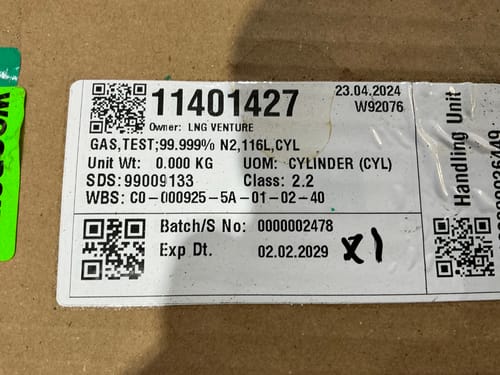 11401427
23.04.2024
W92076
Owner: LNG VENTURE
GAS,TEST;99.999% N2,116L,CYL
Unit Wt: 0.000 KG UOM: CYLINDER (CYL)
SDS: 99009133 Class: 2.2
WBS: C0-000925-5A-01-02-40
Batch/S No: 0000002478
Exp Dt. 02.02.2029 X1
Handling Unit